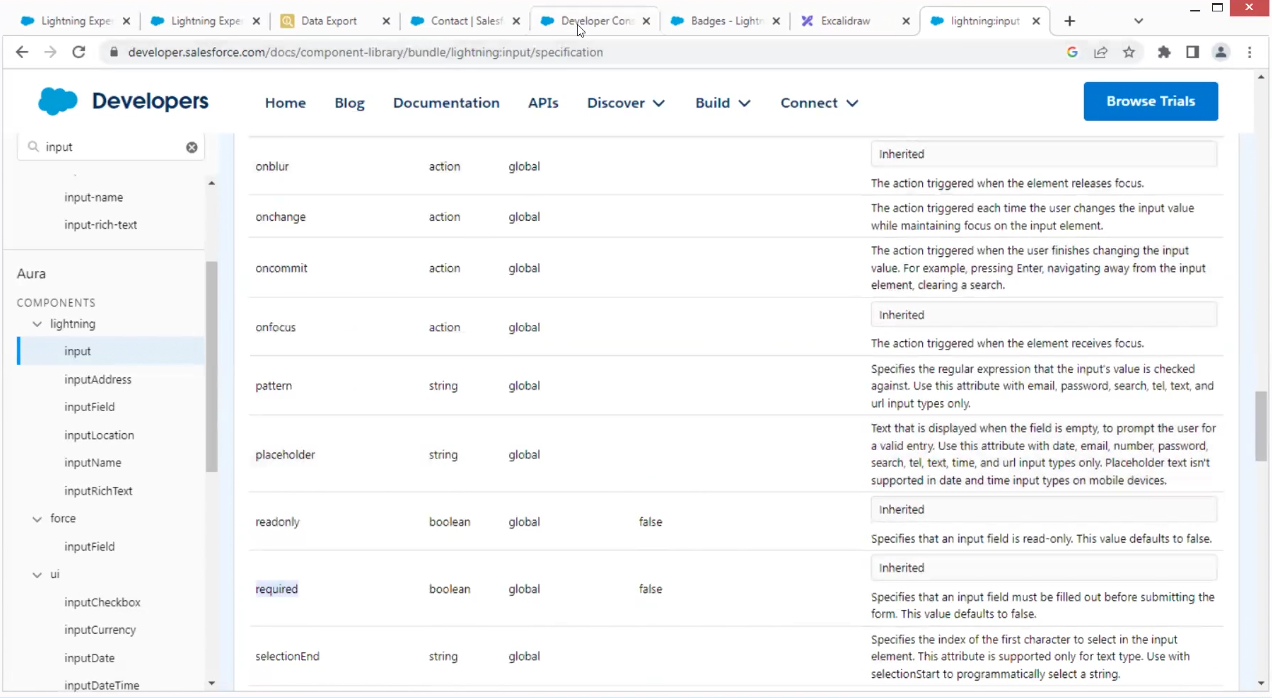 Lightning Exper
Lightning Expe
Data Export
Contact | Salesf
Developer Cons
Badges - Lightn
Excalidraw
lightning:input
developer.salesforce.com/docs/component-library/bundle/lightning:input/specification
Developers
Home
Blog
Documentation
APIs
Discover
Build
Connect
Browse Trials
input
input-name
input-rich-text
Aura
COMPONENTS
lightning
input
inputAddress
inputField
inputLocation
inputName
inputRichText
force
inputField
ui
inputCheckbox
inputCurrency
inputDate
inputDateTime
onblur action global Inherited
The action triggered when the element releases focus.
onchange action global The action triggered each time the user changes the input value
while maintaining focus on the input element.
oncommit action global The action triggered when the user finishes changing the input
value. For example, pressing Enter, navigating away from the input
element, clearing a search.
onfocus action global Inherited
The action triggered when the element receives focus.
pattern string global Specifies the regular expression that the input's value is checked
against. Use this attribute with email, password, search, tel, text, and
url input types only.
placeholder string global Text that is displayed when the field is empty, to prompt the user for
a valid entry. Use this attribute with date, email, number, password,
search, tel, text, time, and url input types only. Placeholder text isn't
supported in date and time input types on mobile devices.
readonly boolean global false Inherited
Specifies that an input field is read-only. This value defaults to false.
required boolean global false Inherited
Specifies that an input field must be filled out before submitting the
form. This value defaults to false.
selectionEnd string global Specifies the index of the first character to select in the input
element. This attribute is supported only for text type. Use with
selectionStart to programmatically select a string.